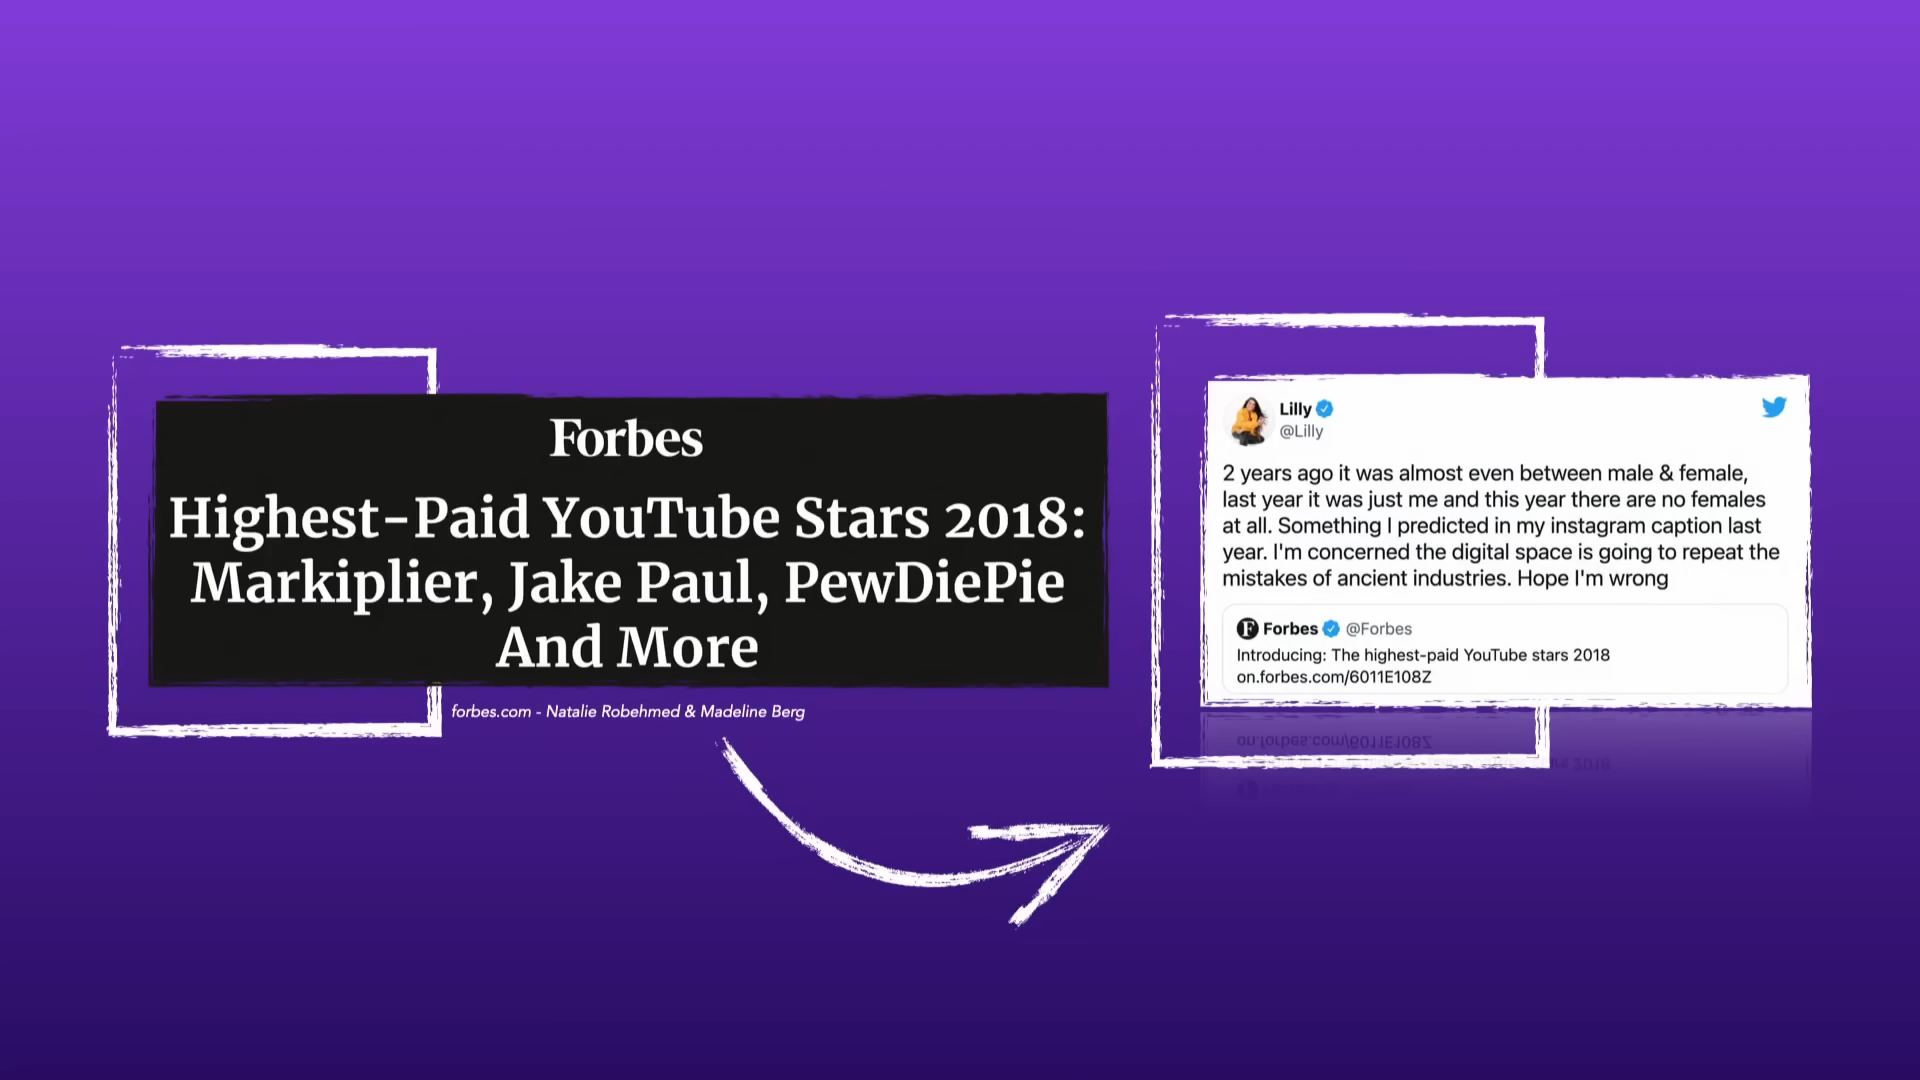 Forbes
Highest-Paid YouTube Stars 2018:
Markiplier, Jake Paul, PewDiePie
And More
forbes.com - Natalie Robehmed & Madeline Berg
Lilly
@Lilly
2 years ago it was almost even between male & female,
last year it was just me and this year there are no females
at all. Something I predicted in my instagram caption last
year. I'm concerned the digital space is going to repeat the
mistakes of ancient industries. Hope I'm wrong
F Forbes @Forbes
Introducing: The highest-paid YouTube stars 2018
on.forbes.com/6011E108Z